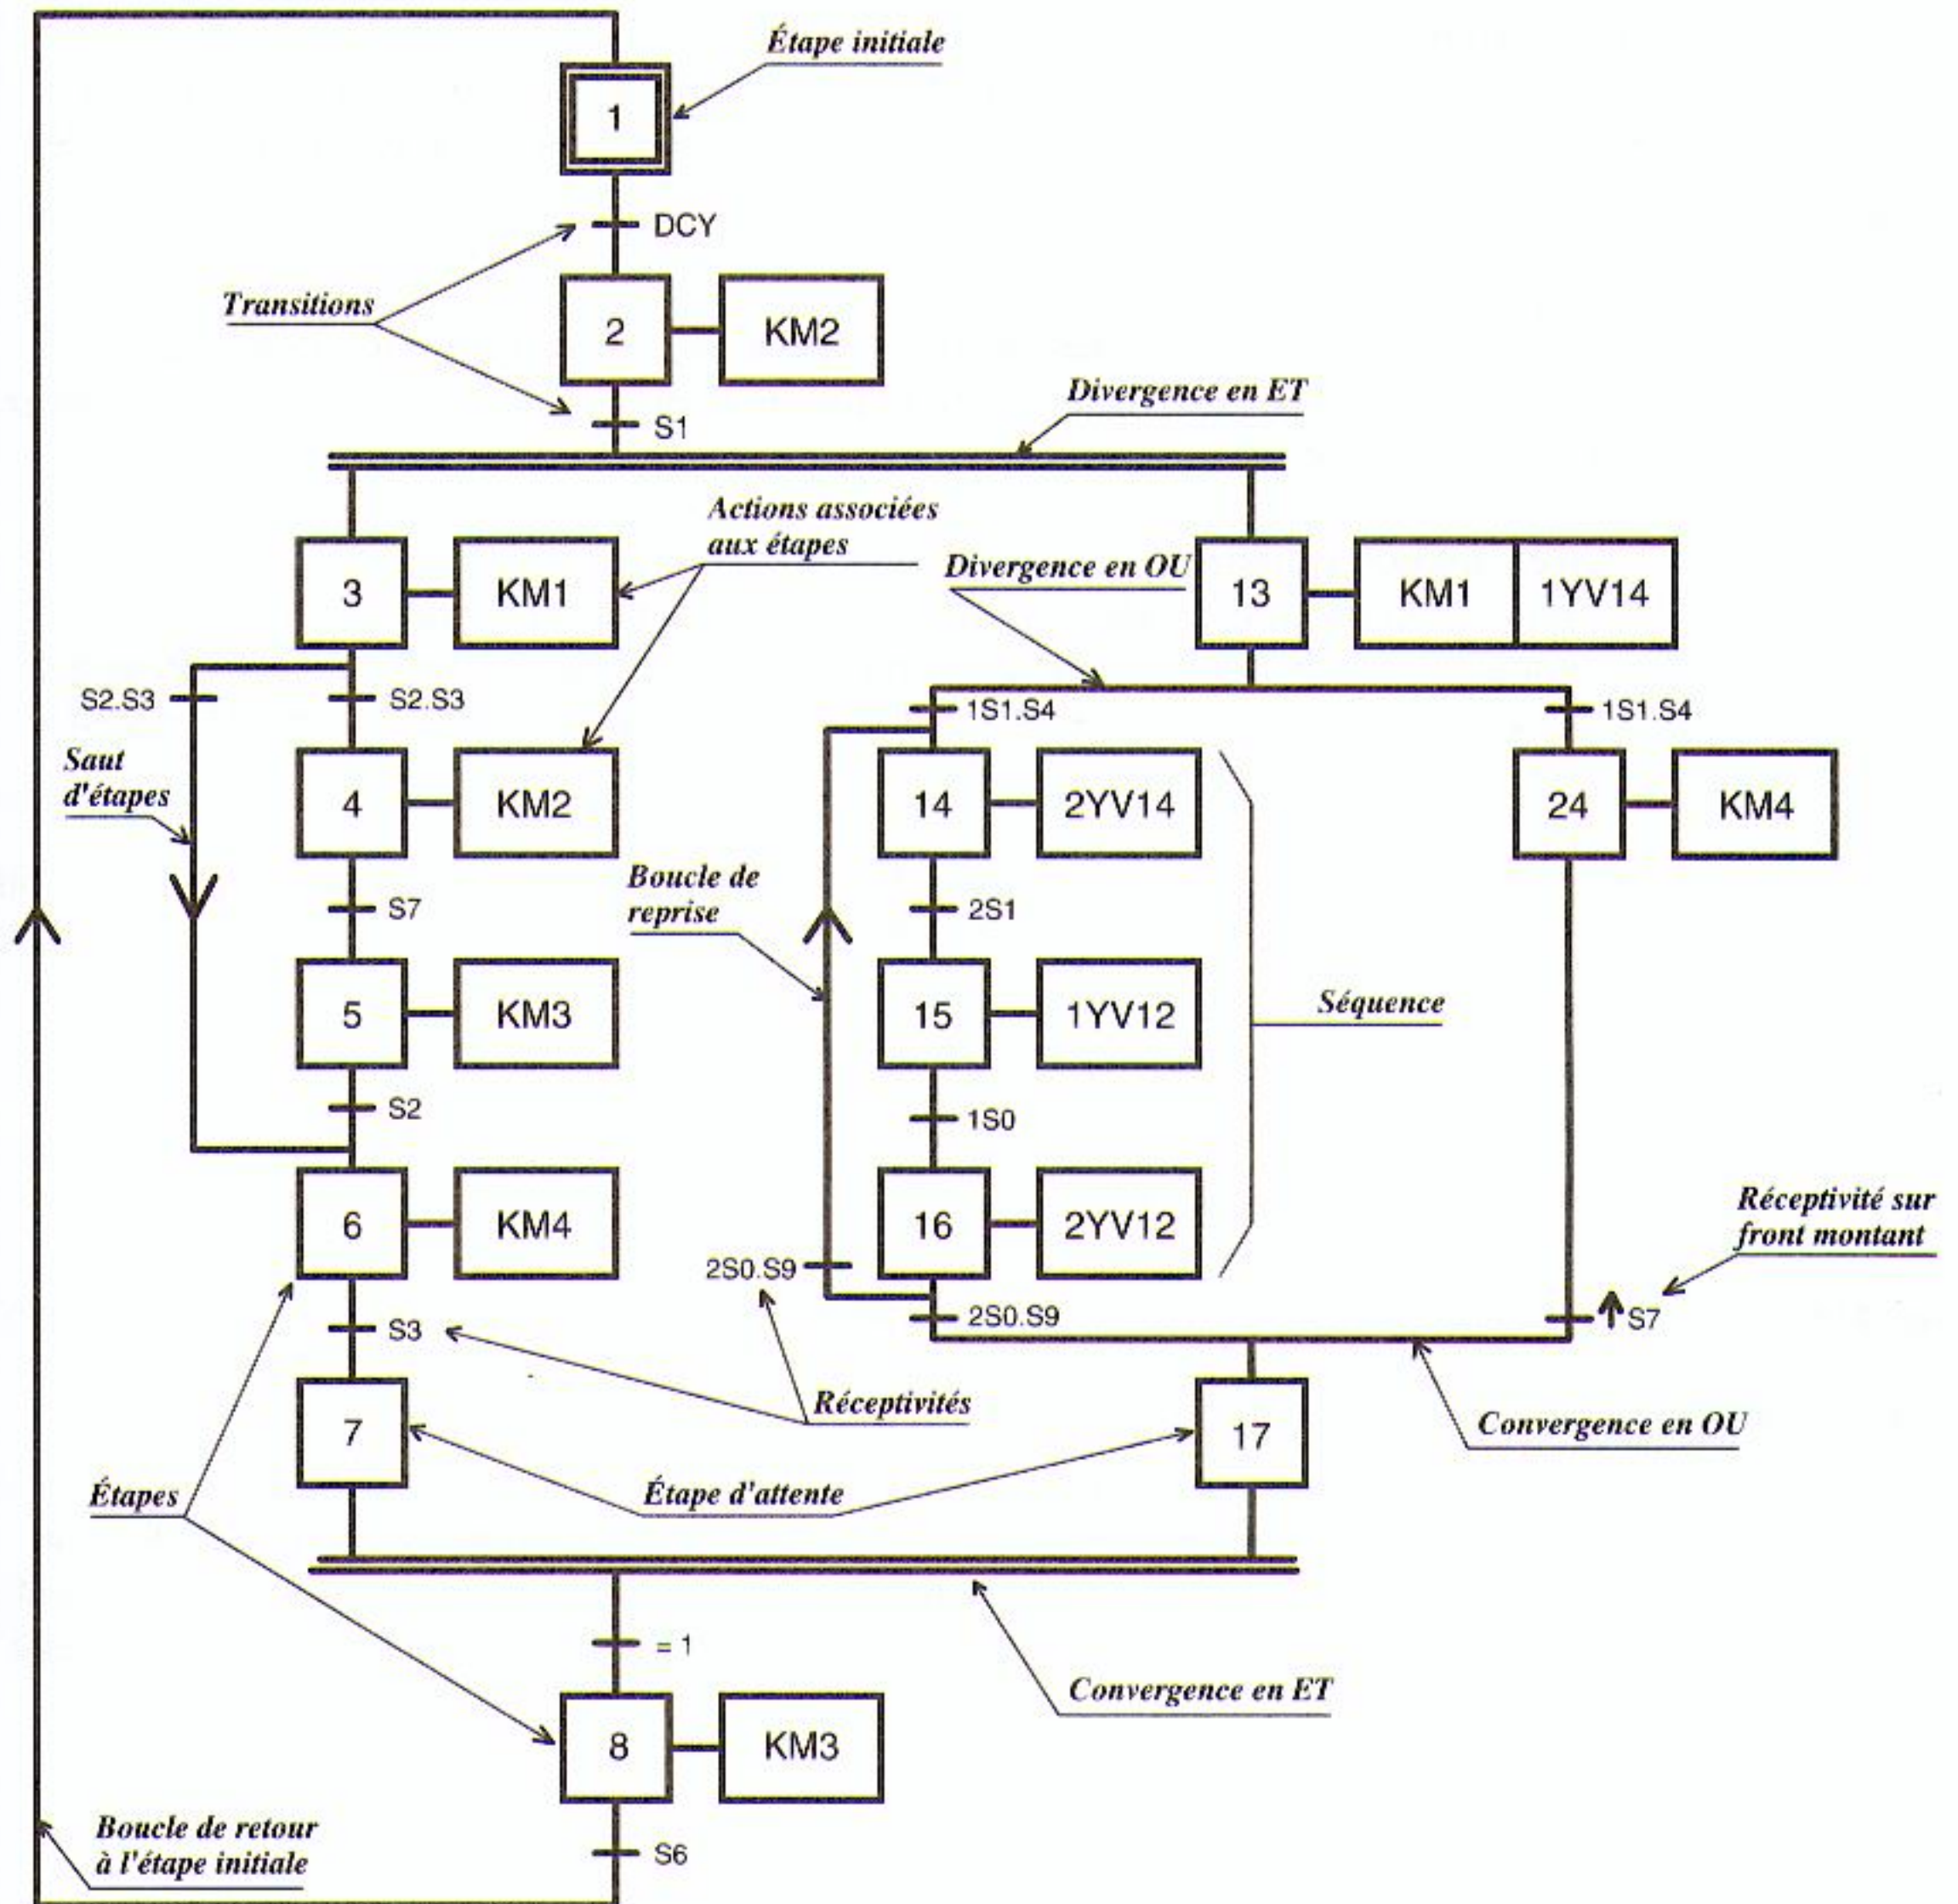 Étape initiale
1
DCY
Transitions
2
KM2
Divergence en ET
S1
Actions associées
aux étapes
Divergence en OU
3
KM1
13
KM1
1YV14
S2.S3
S2.S3
1S1.S4
1S1.S4
Saut
d'étapes
4
KM2
14
2YV14
24
KM4
Boucle de
reprise
S7
2S1
5
KM3
15
1YV12
Séquence
S2
1S0
6
KM4
16
2YV12
Réceptivité sur
front montant
2S0.S9
S3
2S0.S9
S7
Réceptivités
7
17
Convergence en OU
Étapes
Étape d'attente
= 1
Convergence en ET
8
KM3
Boucle de retour
à l'étape initiale
S6